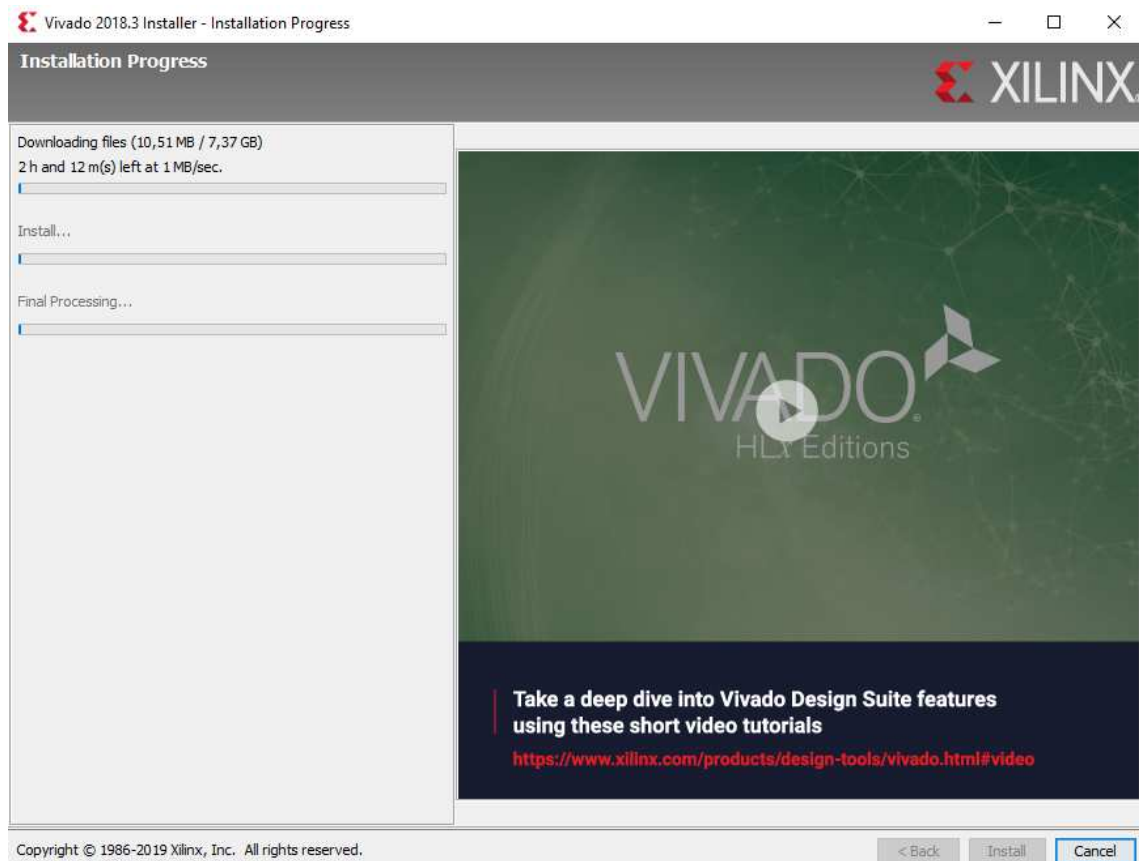 Vivado 2018.3 Installer - Installation Progress
Installation Progress
XILINX
Downloading files (10,51 MB / 7,37 GB)
2 h and 12 m(s) left at 1 MB/sec.
Install...
Final Processing...
VIVADO®
HLx Editions
Take a deep dive into Vivado Design Suite features
using these short video tutorials
https://www.xilinx.com/products/design-tools/vivado.html#video
Copyright © 1986-2019 Xilinx, Inc. All rights reserved.
< Back
Install
Cancel